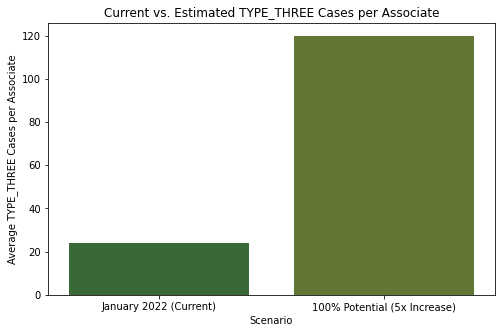 Current vs. Estimated TYPE_THREE Cases per Associate
Average TYPE_THREE Cases per Associate
120
100
80
60
40
20
0
January 2022 (Current)
100% Potential (5x Increase)
Scenario